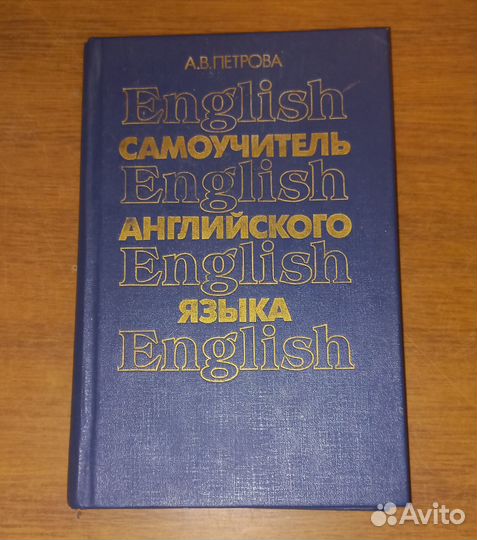 А.В.ПЕТРОВА
English
САМОУЧИТЕЛЬ
English
АНГЛИЙСКОГО
English
ЯЗЫКА
English
Avito